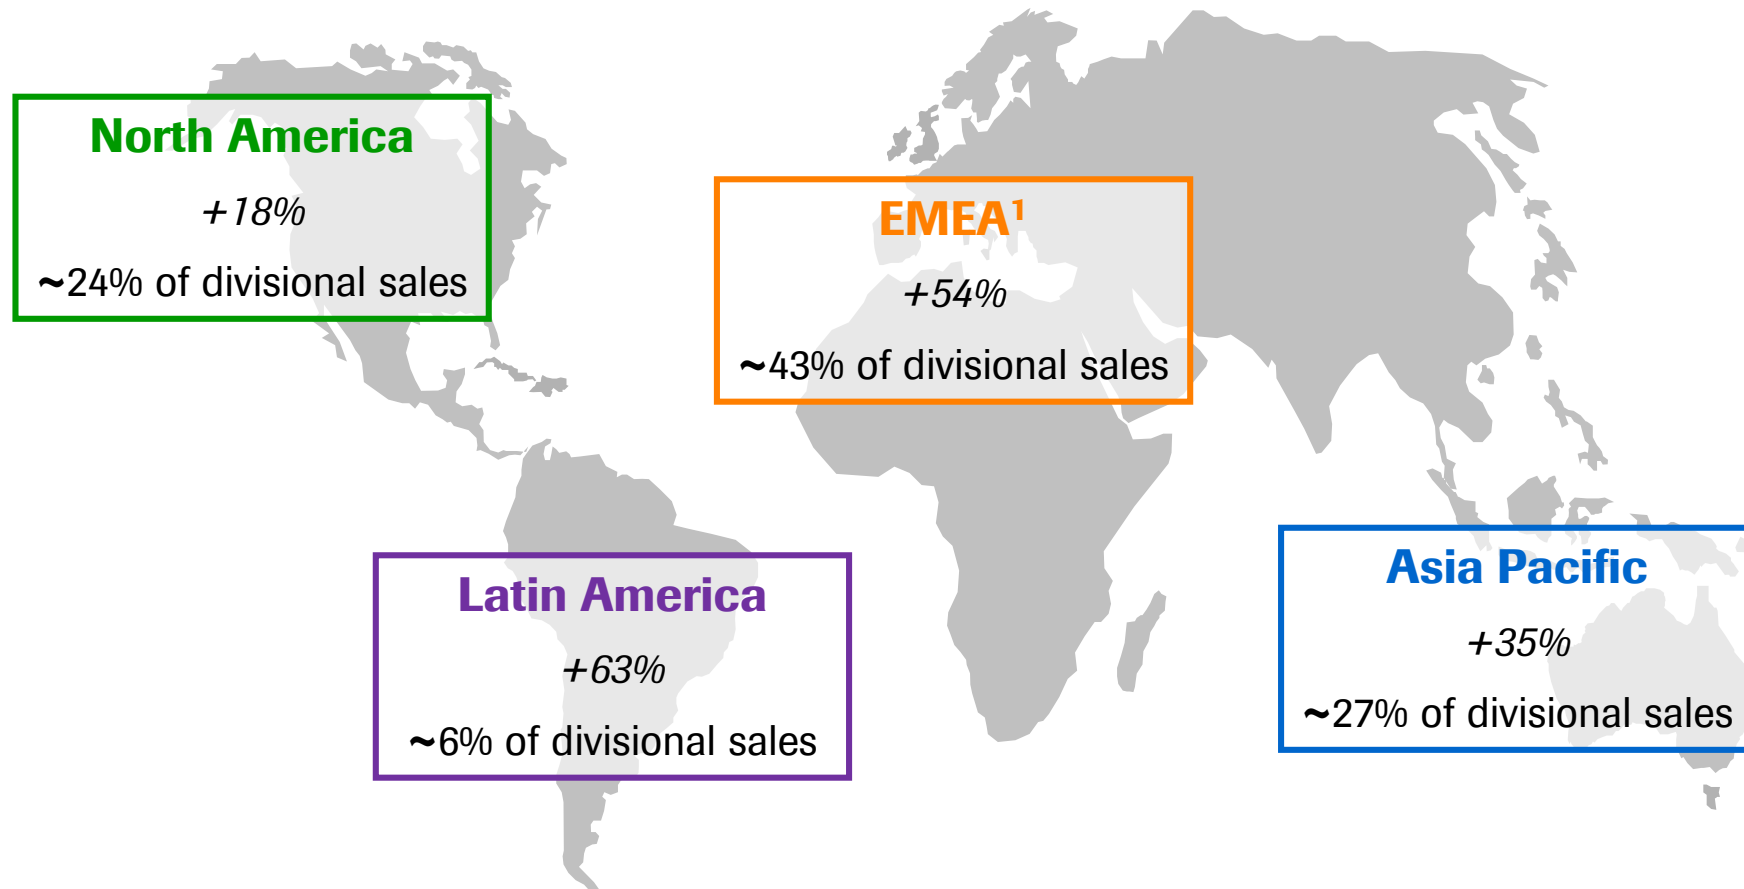 North America
+18%
~24% of divisional sales
EMEA¹
+54%
~43% of divisional sales
Latin America
+63%
~6% of divisional sales
Asia Pacific
+35%
~27% of divisional sales